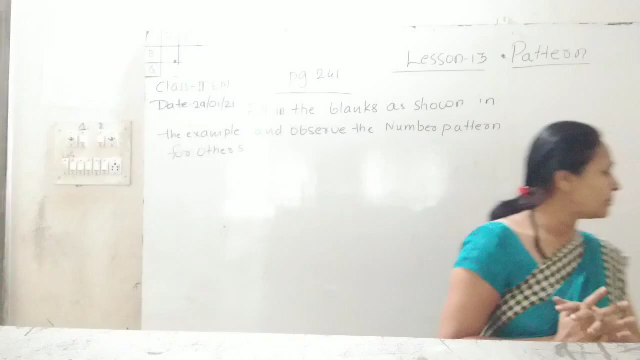 Lesson-13 • Pattern
pg 241
Class-II
Date-29/01/21 the blanks as shown in
the example and observe the Number pattern
for others